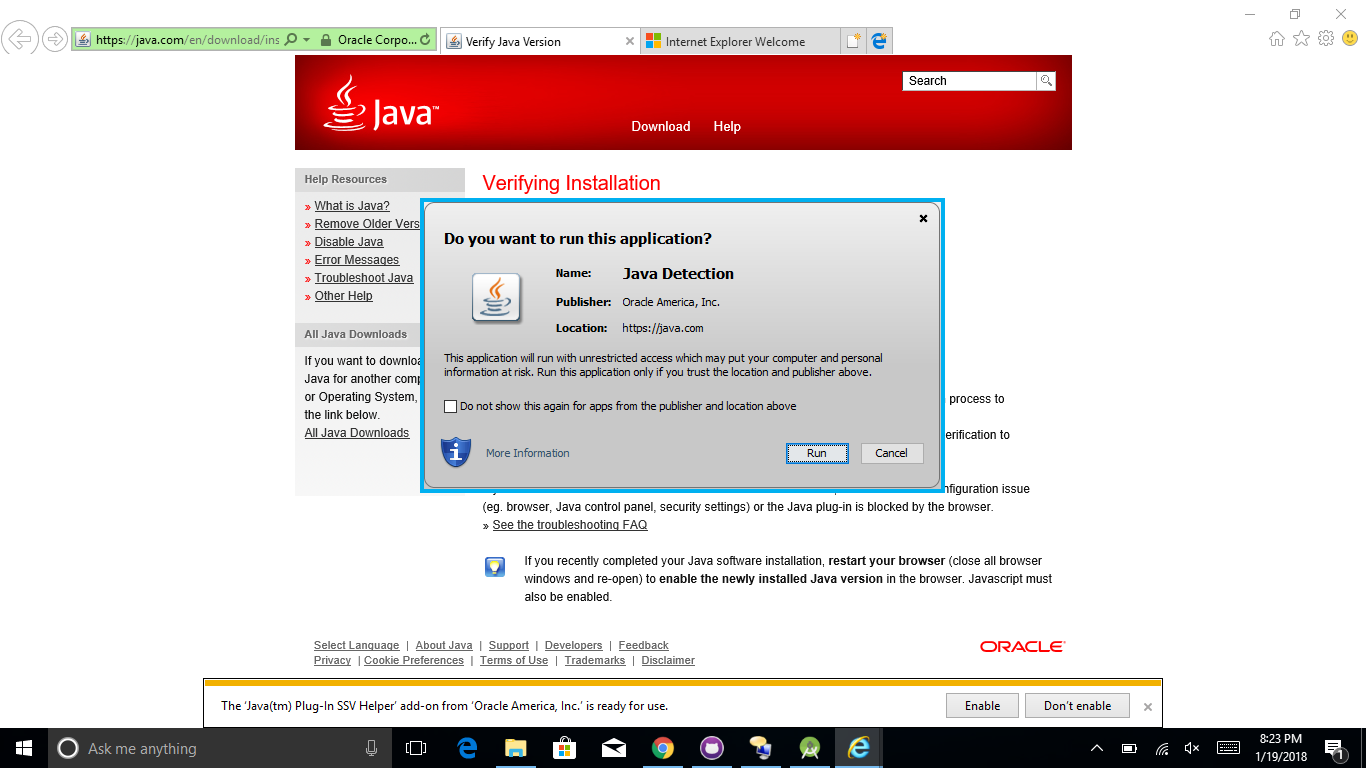 https://java.com/en/download/ins
Oracle Corpo...
Verify Java Version
Internet Explorer Welcome
Java™
Search
Download
Help
Help Resources
» What is Java?
» Remove Older Vers
» Disable Java
» Error Messages
» Troubleshoot Java
» Other Help
All Java Downloads
If you want to downloa
Java for another comp
or Operating System,
the link below.
All Java Downloads
Verifying Installation
Do you want to run this application?
Name: Java Detection
Publisher: Oracle America, Inc.
Location: https://java.com
This application will run with unrestricted access which may put your computer and personal
information at risk. Run this application only if you trust the location and publisher above.
Do not show this again for apps from the publisher and location above
More Information
Run
Cancel
process to
erification to
nfiguration issue
(eg. browser, Java control panel, security settings) or the Java plug-in is blocked by the browser.
» See the troubleshooting FAQ
If you recently completed your Java software installation, restart your browser (close all browser
windows and re-open) to enable the newly installed Java version in the browser. Javascript must
also be enabled.
Select Language | About Java | Support | Developers | Feedback
Privacy | Cookie Preferences | Terms of Use | Trademarks | Disclaimer
ORACLE
The 'Java(tm) Plug-In SSV Helper' add-on from 'Oracle America, Inc.' is ready for use.
Enable
Don't enable
Ask me anything
8:23 PM
1/19/2018
1